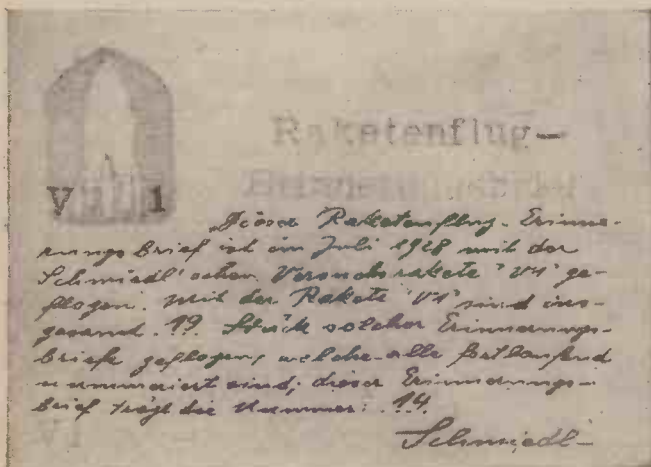 V 1
Raketenflug-
Dieser Raketenflug-Erinne-
rungsbrief ist im Juli 1928 mit der
Schmiedl'schen Versuchsrakete "V1" ge-
flogen. Mit der Rakete "V1" sind ins-
gesamt .19. Stück solcher Erinnerungs-
briefe geflogen, welche alle fortlaufend
nummeriert sind; dieser Erinnerungs-
brief trägt die Nummer: .14.
Schmiedl